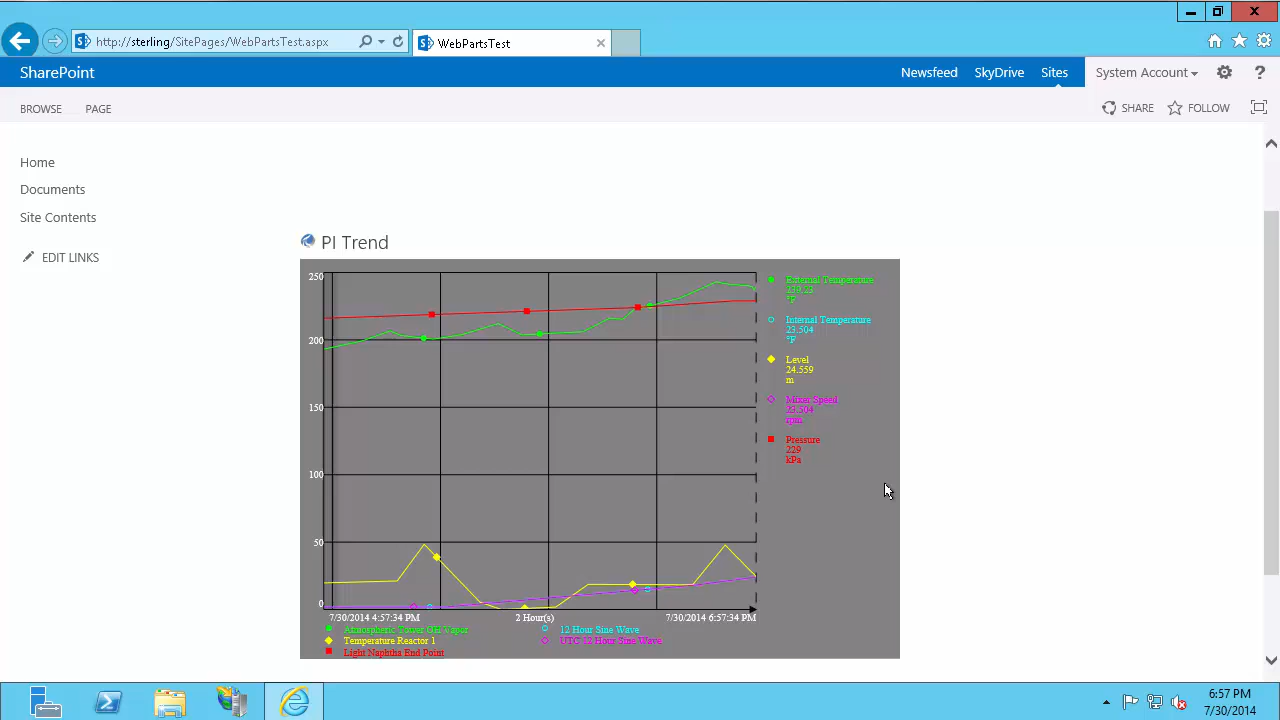 http://sterling/SitePages/WebPartsTest.aspx
WebPartsTest
SharePoint
Newsfeed
SkyDrive
Sites
System Account
BROWSE
PAGE
SHARE
FOLLOW
Home
Documents
Site Contents
EDIT LINKS
PI Trend
250
200
150
100
50
0
External Temperature
239.23
°F
Internal Temperature
23.504
°F
Level
24.559
m
Mixer Speed
23.504
rpm
Pressure
229
kPa
7/30/2014 4:57:34 PM
2 Hour(s)
7/30/2014 6:57:34 PM
Atmospheric Tower OH Vapor
12 Hour Sine Wave
Temperature Reactor 1
UTC 12 Hour Sine Wave
Light Naphtha End Point
6:57 PM
7/30/2014